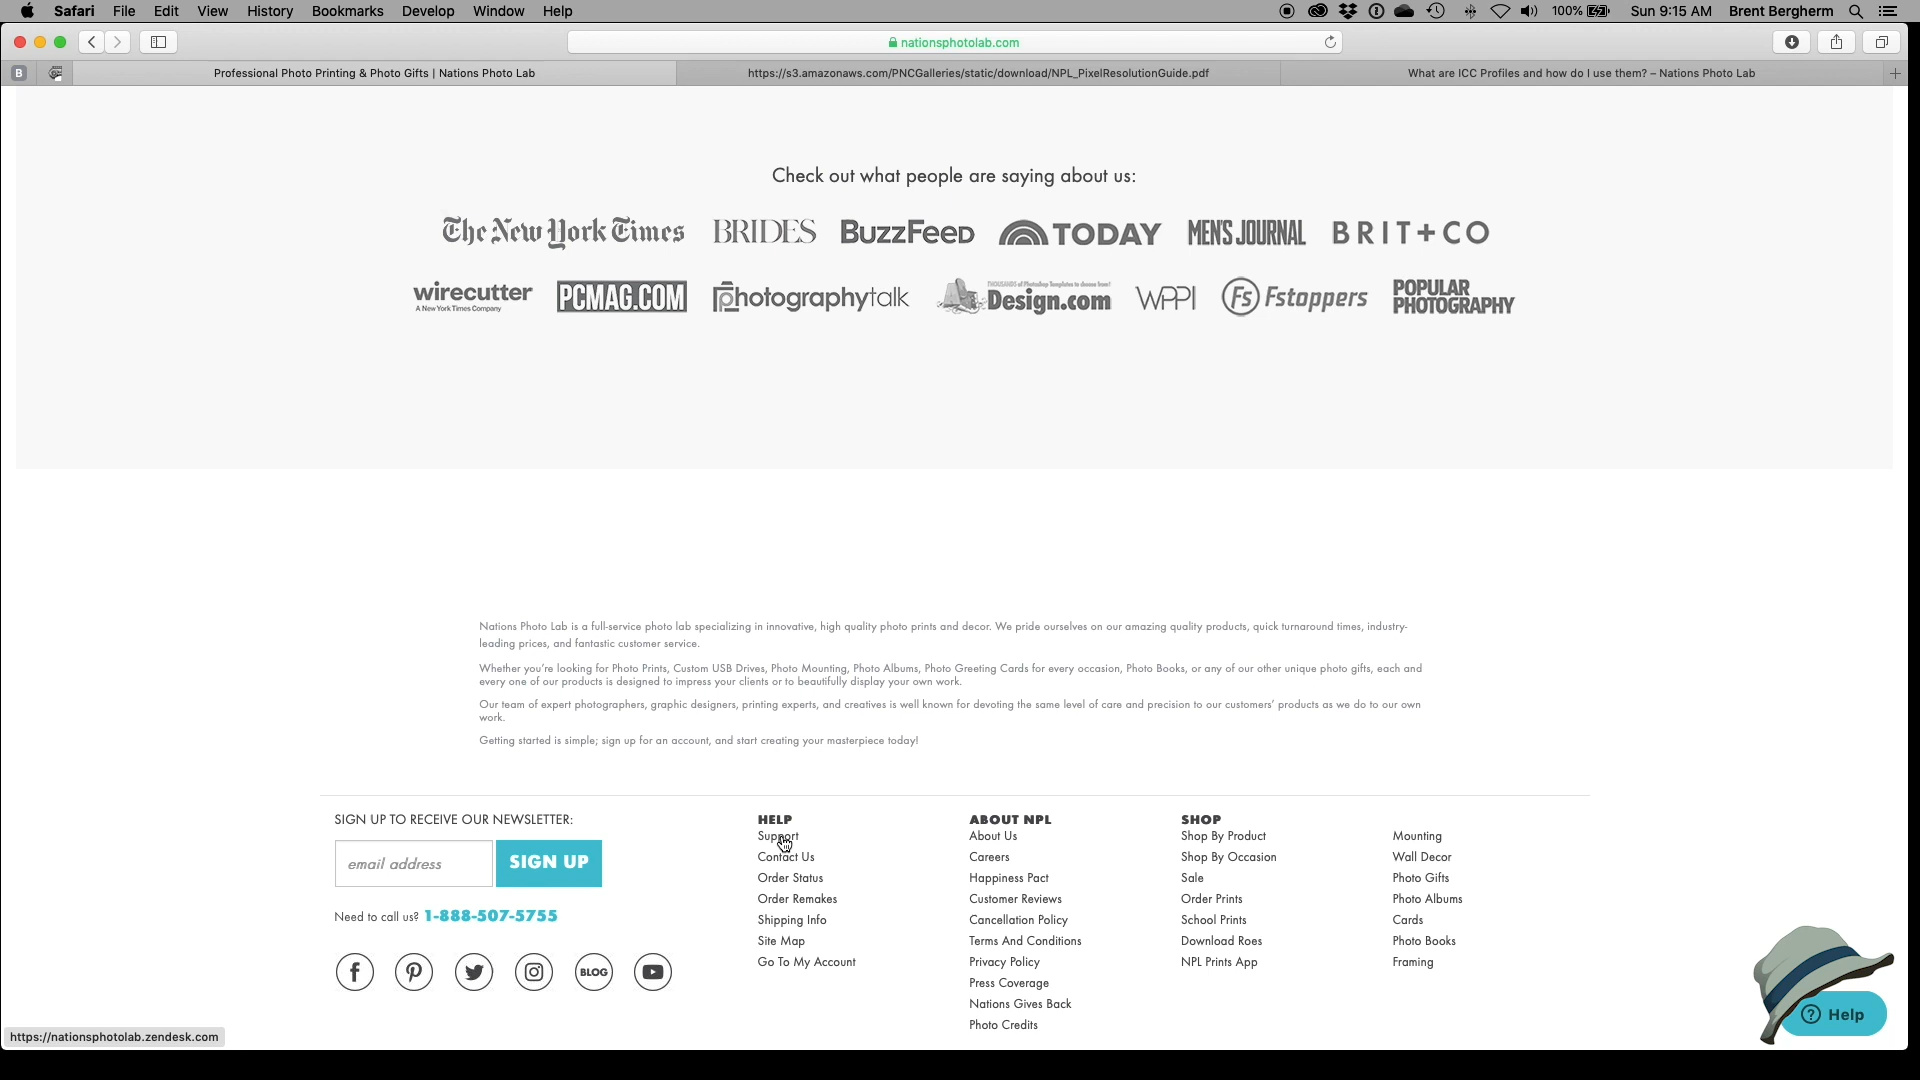 Safari File Edit View History Bookmarks Develop Window Help 100% Sun 9:15 AM Brent Bergherm
nationsphotolab.com
B Professional Photo Printing & Photo Gifts | Nations Photo Lab https://s3.amazonaws.com/PNCGalleries/static/download/NPL_PixelResolutionGuide.pdf What are ICC Profiles and how do I use them? – Nations Photo Lab
Check out what people are saying about us:
The New York Times BRIDES BuzzFeed TODAY MEN'S JOURNAL BRIT+CO
wirecutter PCMAG.COM photographytalk THOUSANDS of Photoshop Templates to choose from! Design.com WPPI Fs Fstoppers POPULAR PHOTOGRAPHY
A New York Times Company
Nations Photo Lab is a full-service photo lab specializing in innovative, high quality photo prints and decor. We pride ourselves on our amazing quality products, quick turnaround times, industry-
leading prices, and fantastic customer service.
Whether you're looking for Photo Prints, Custom USB Drives, Photo Mounting, Photo Albums, Photo Greeting Cards for every occasion, Photo Books, or any of our other unique photo gifts, each and
every one of our products is designed to impress your clients or to beautifully display your own work.
Our team of expert photographers, graphic designers, printing experts, and creatives is well known for devoting the same level of care and precision to our customers' products as we do to our own
work.
Getting started is simple; sign up for an account, and start creating your masterpiece today!
SIGN UP TO RECEIVE OUR NEWSLETTER:
email address SIGN UP
Need to call us? 1-888-507-5755
BLOG
HELP
Support
Contact Us
Order Status
Order Remakes
Shipping Info
Site Map
Go To My Account
ABOUT NPL
About Us
Careers
Happiness Pact
Customer Reviews
Cancellation Policy
Terms And Conditions
Privacy Policy
Press Coverage
Nations Gives Back
Photo Credits
SHOP
Shop By Product
Shop By Occasion
Sale
Order Prints
School Prints
Download Roes
NPL Prints App
Mounting
Wall Decor
Photo Gifts
Photo Albums
Cards
Photo Books
Framing
Help
https://nationsphotolab.zendesk.com